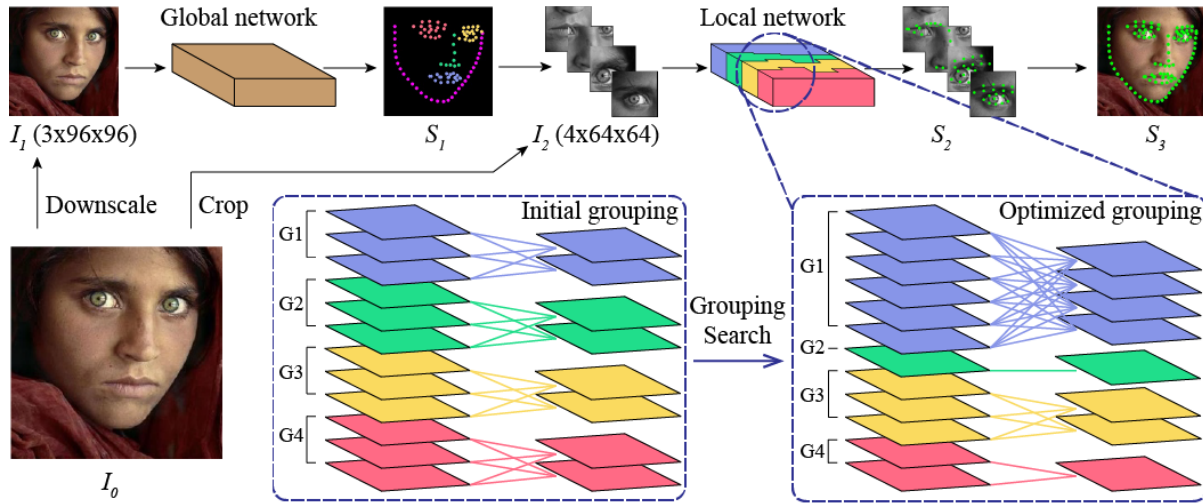 Global network
Local network
I₁ (3x96x96)
S₁
I₂ (4x64x64)
S₂
S₃
Downscale
Crop
I₀
Initial grouping
G1
G2
G3
G4
Grouping
Search
Optimized grouping
G1
G2
G3
G4